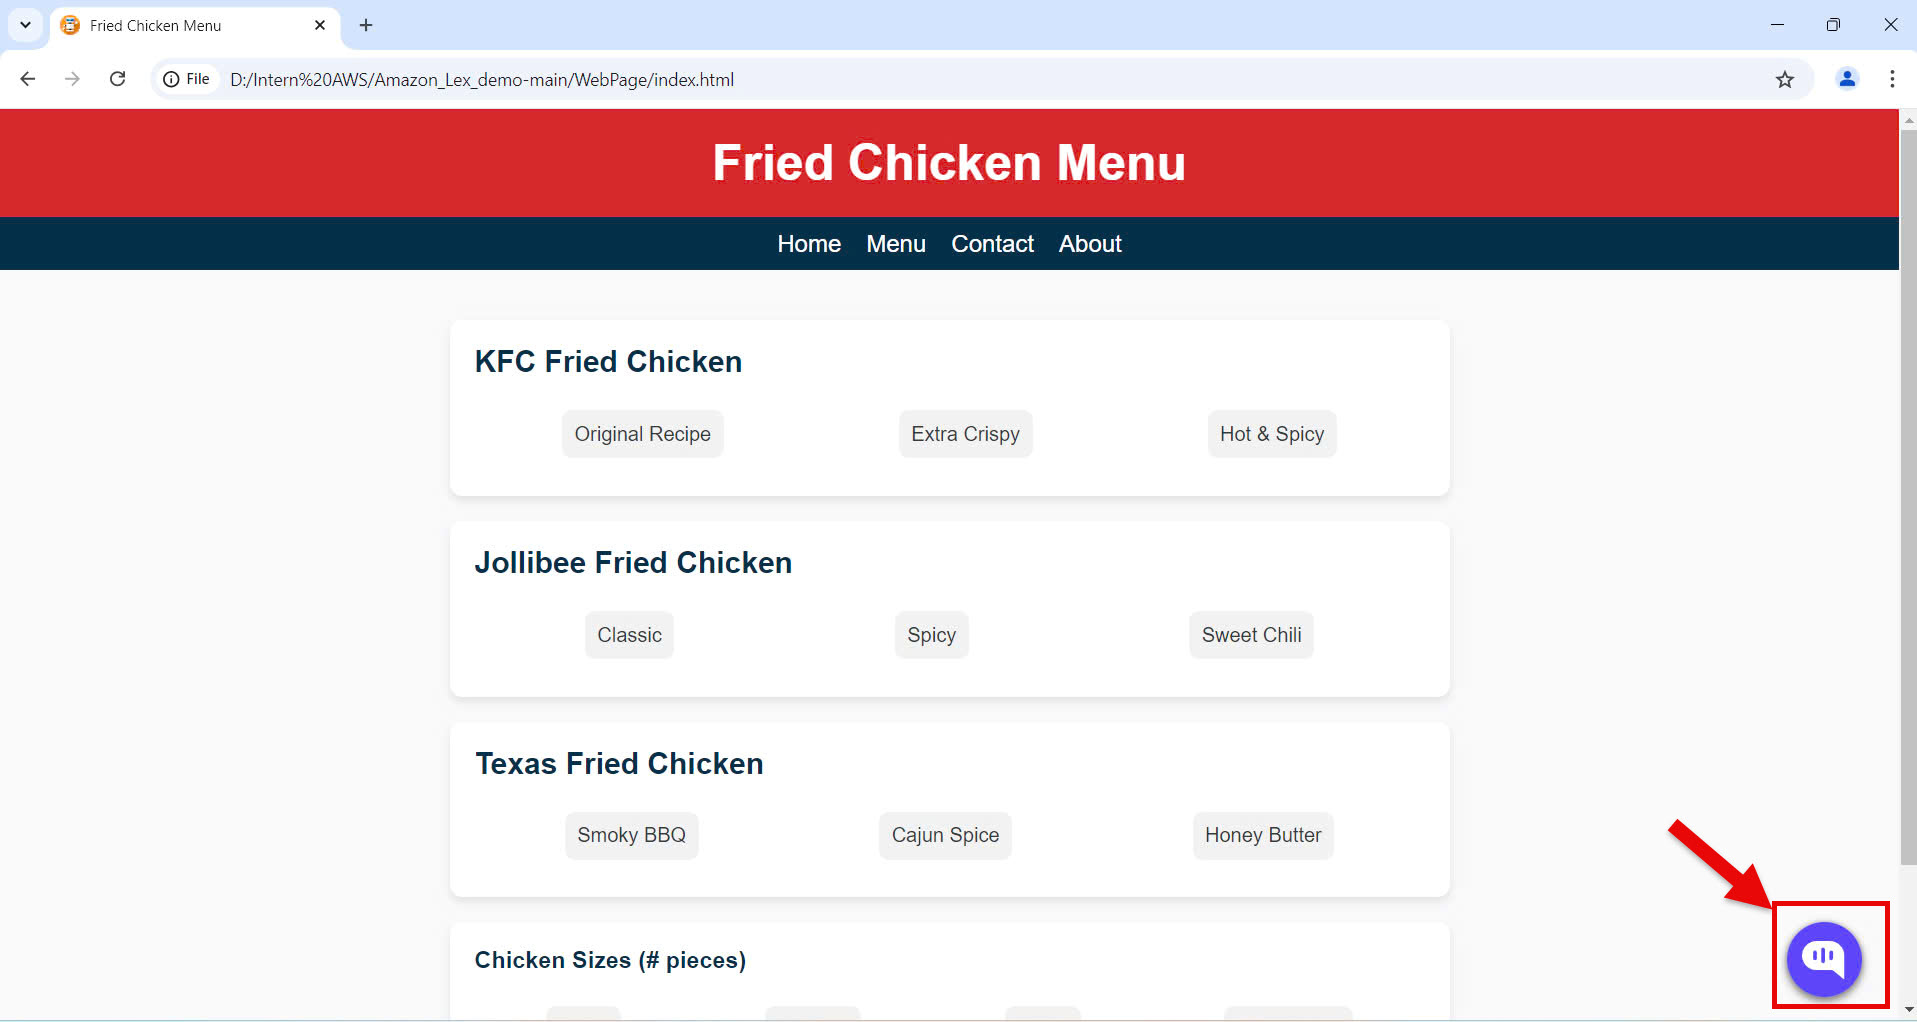 Fried Chicken Menu
File D:/Intern%20AWS/Amazon_Lex_demo-main/WebPage/index.html
Fried Chicken Menu
Home Menu Contact About
KFC Fried Chicken
Original Recipe Extra Crispy Hot & Spicy
Jollibee Fried Chicken
Classic Spicy Sweet Chili
Texas Fried Chicken
Smoky BBQ Cajun Spice Honey Butter
Chicken Sizes (# pieces)